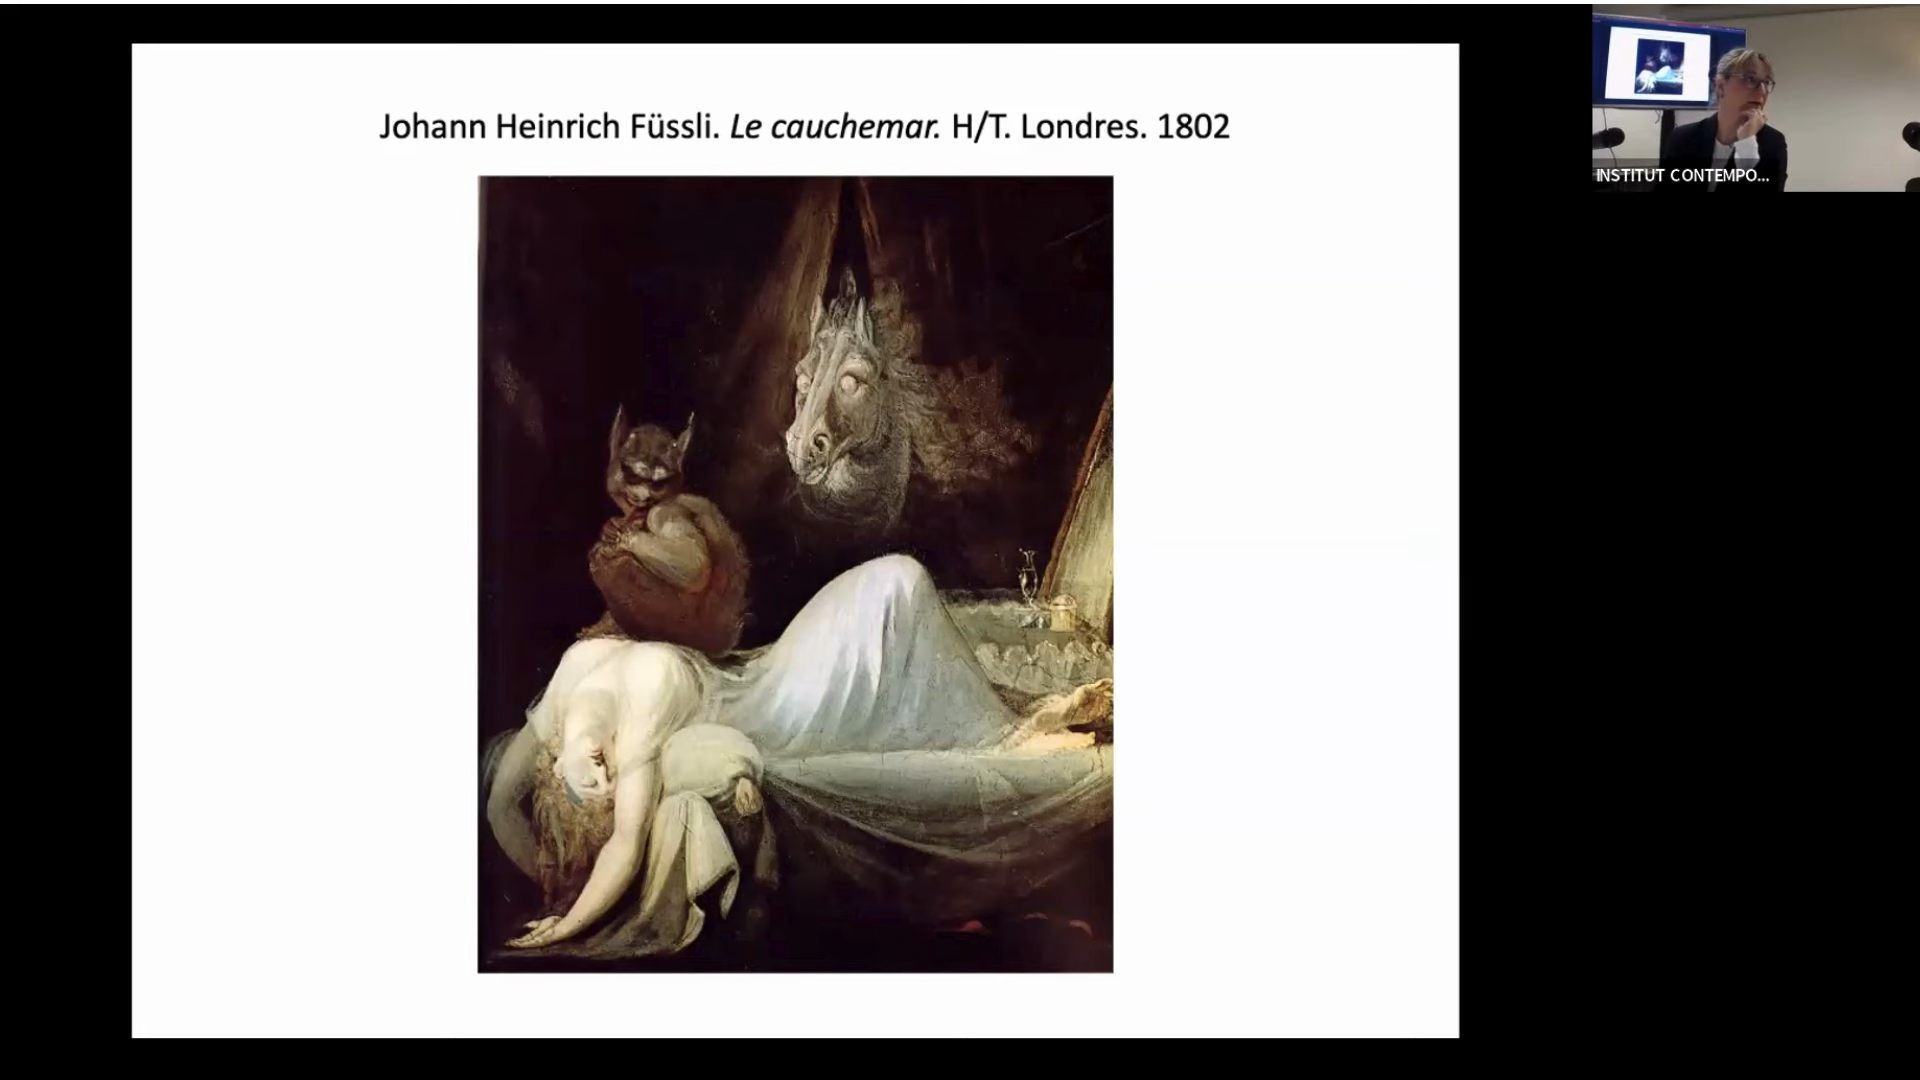 Johann Heinrich Füssli. Le cauchemar. H/T. Londres. 1802
INSTITUT CONTEMPO...